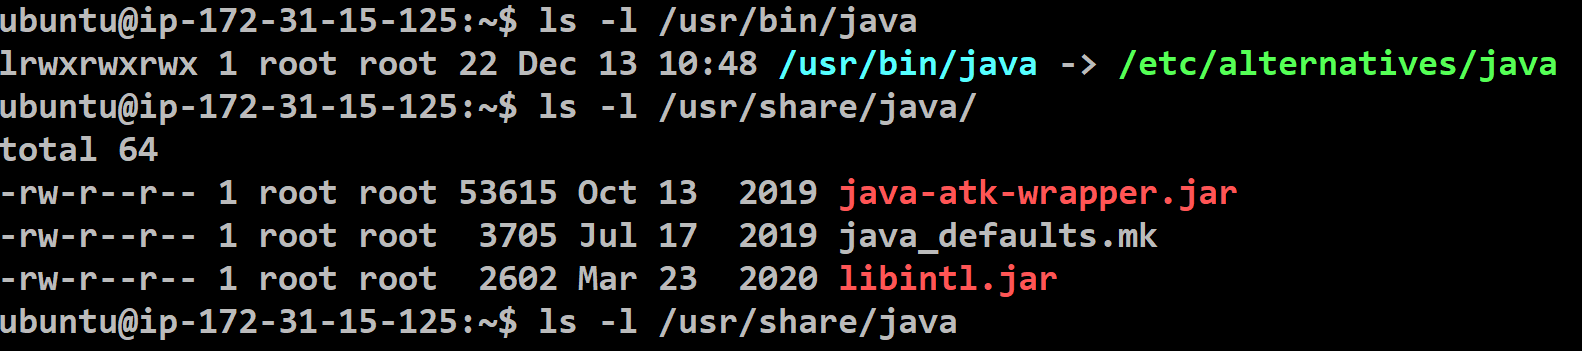 ubuntu@ip-172-31-15-125:~$ ls -l /usr/bin/java
lrwxrwxrwx 1 root root 22 Dec 13 10:48 /usr/bin/java -> /etc/alternatives/java
ubuntu@ip-172-31-15-125:~$ ls -l /usr/share/java/
total 64
-rw-r--r-- 1 root root 53615 Oct 13  2019 java-atk-wrapper.jar
-rw-r--r-- 1 root root  3705 Jul 17  2019 java_defaults.mk
-rw-r--r-- 1 root root  2602 Mar 23  2020 libintl.jar
ubuntu@ip-172-31-15-125:~$ ls -l /usr/share/java